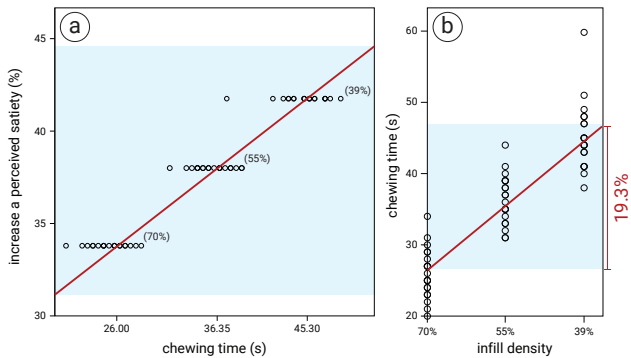 a
increase a perceived satiety (%)
45
40
35
30
(39%)
(55%)
(70%)
26.00 36.35 45.30
chewing time (s)
b
chewing time (s)
60
50
40
30
20
19.3%
70% 55% 39%
infill density